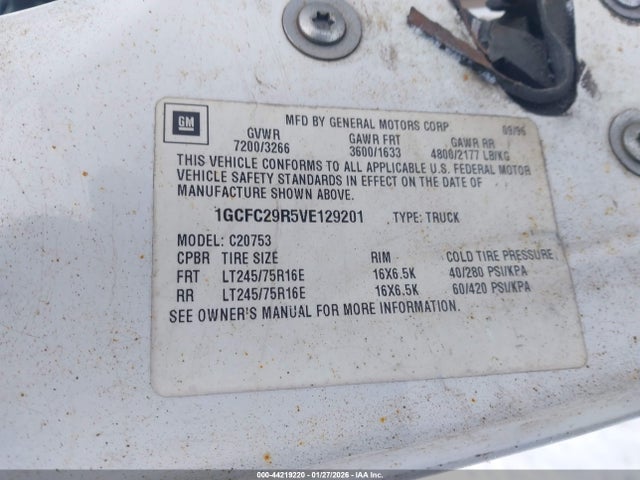 GM
MFD BY GENERAL MOTORS CORP 09/96
GVWR GAWR FRT GAWR RR
7200/3266 3600/1633 4800/2177 LB/KG
THIS VEHICLE CONFORMS TO ALL APPLICABLE U.S. FEDERAL MOTOR
VEHICLE SAFETY STANDARDS IN EFFECT ON THE DATE OF
MANUFACTURE SHOWN ABOVE.
1GCFC29R5VE129201 TYPE: TRUCK
MODEL: C20753
CPBR TIRE SIZE RIM COLD TIRE PRESSURE
FRT LT245/75R16E 16X6.5K 40/280 PSI/KPA
RR LT245/75R16E 16X6.5K 60/420 PSI/KPA
SEE OWNER'S MANUAL FOR MORE INFORMATION.
000-44219220 - 01/27/2026 - IAA Inc.